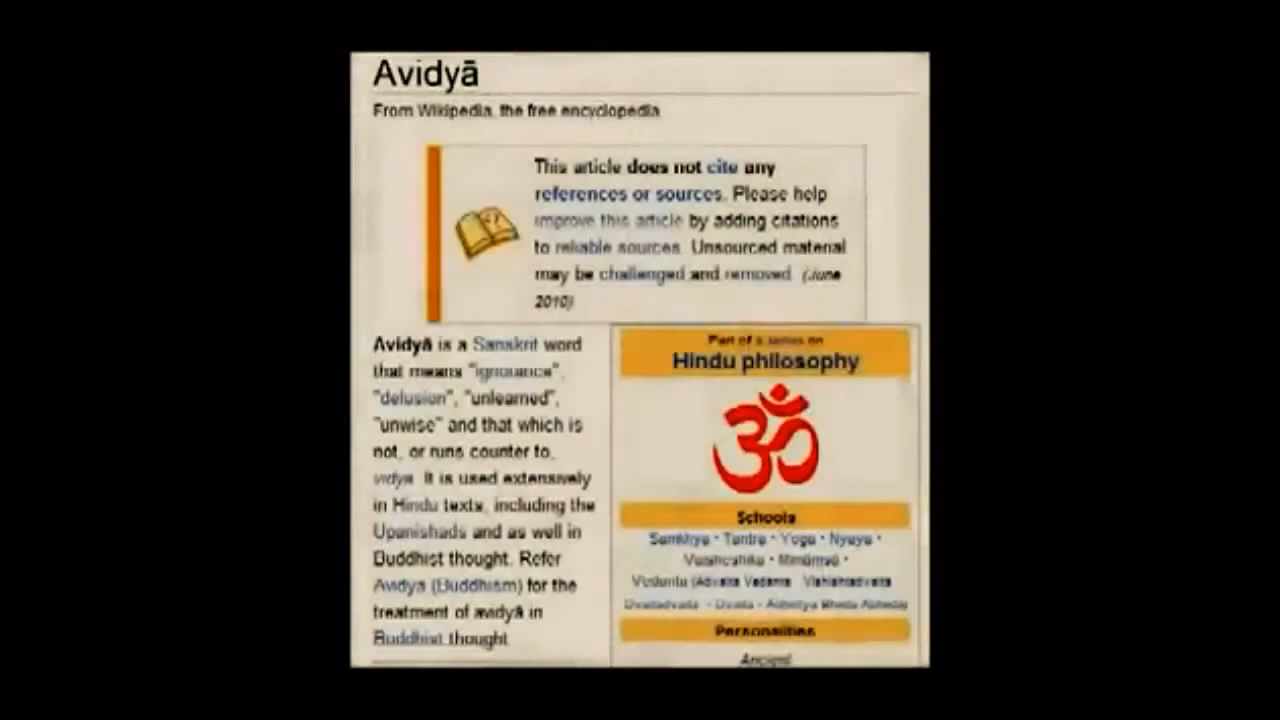 Avidyā
From Wikipedia, the free encyclopedia
This article does not cite any
references or sources. Please help
improve this article by adding citations
to reliable sources. Unsourced material
may be challenged and removed. (June
2010)
Avidyā is a Sanskrit word
that means "ignorance",
"delusion", "unlearned",
"unwise" and that which is
not, or runs counter to,
vidya. It is used extensively
in Hindu texts, including the
Upanishads and as well in
Buddhist thought. Refer
Avidya (Buddhism) for the
treatment of avidyā in
Buddhist thought
Part of a series on
Hindu philosophy
ॐ
Schools
Samkhya · Tantra · Yoga · Nyaya ·
Vaisheshika · Mimamsa ·
Vedanta (Advaita Vedanta · Vishishtadvaita
Dvaitadvaita · Dvaita · Achintya Bheda Abheda)
Personalities
Ancient